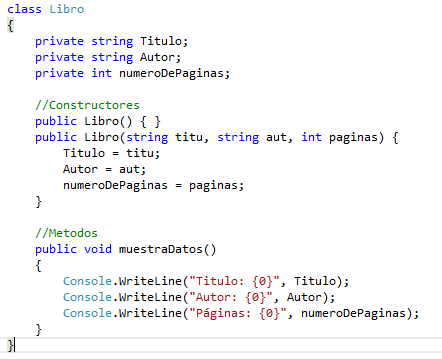 class Libro
{
    private string Titulo;
    private string Autor;
    private int numeroDePaginas;

    //Constructores
    public Libro() { }
    public Libro(string titu, string aut, int paginas) {
        Titulo = titu;
        Autor = aut;
        numeroDePaginas = paginas;
    }

    //Metodos
    public void muestraDatos()
    {
        Console.WriteLine("Titulo: {0}", Titulo);
        Console.WriteLine("Autor: {0}", Autor);
        Console.WriteLine("Páginas: {0}", numeroDePaginas);
    }
}